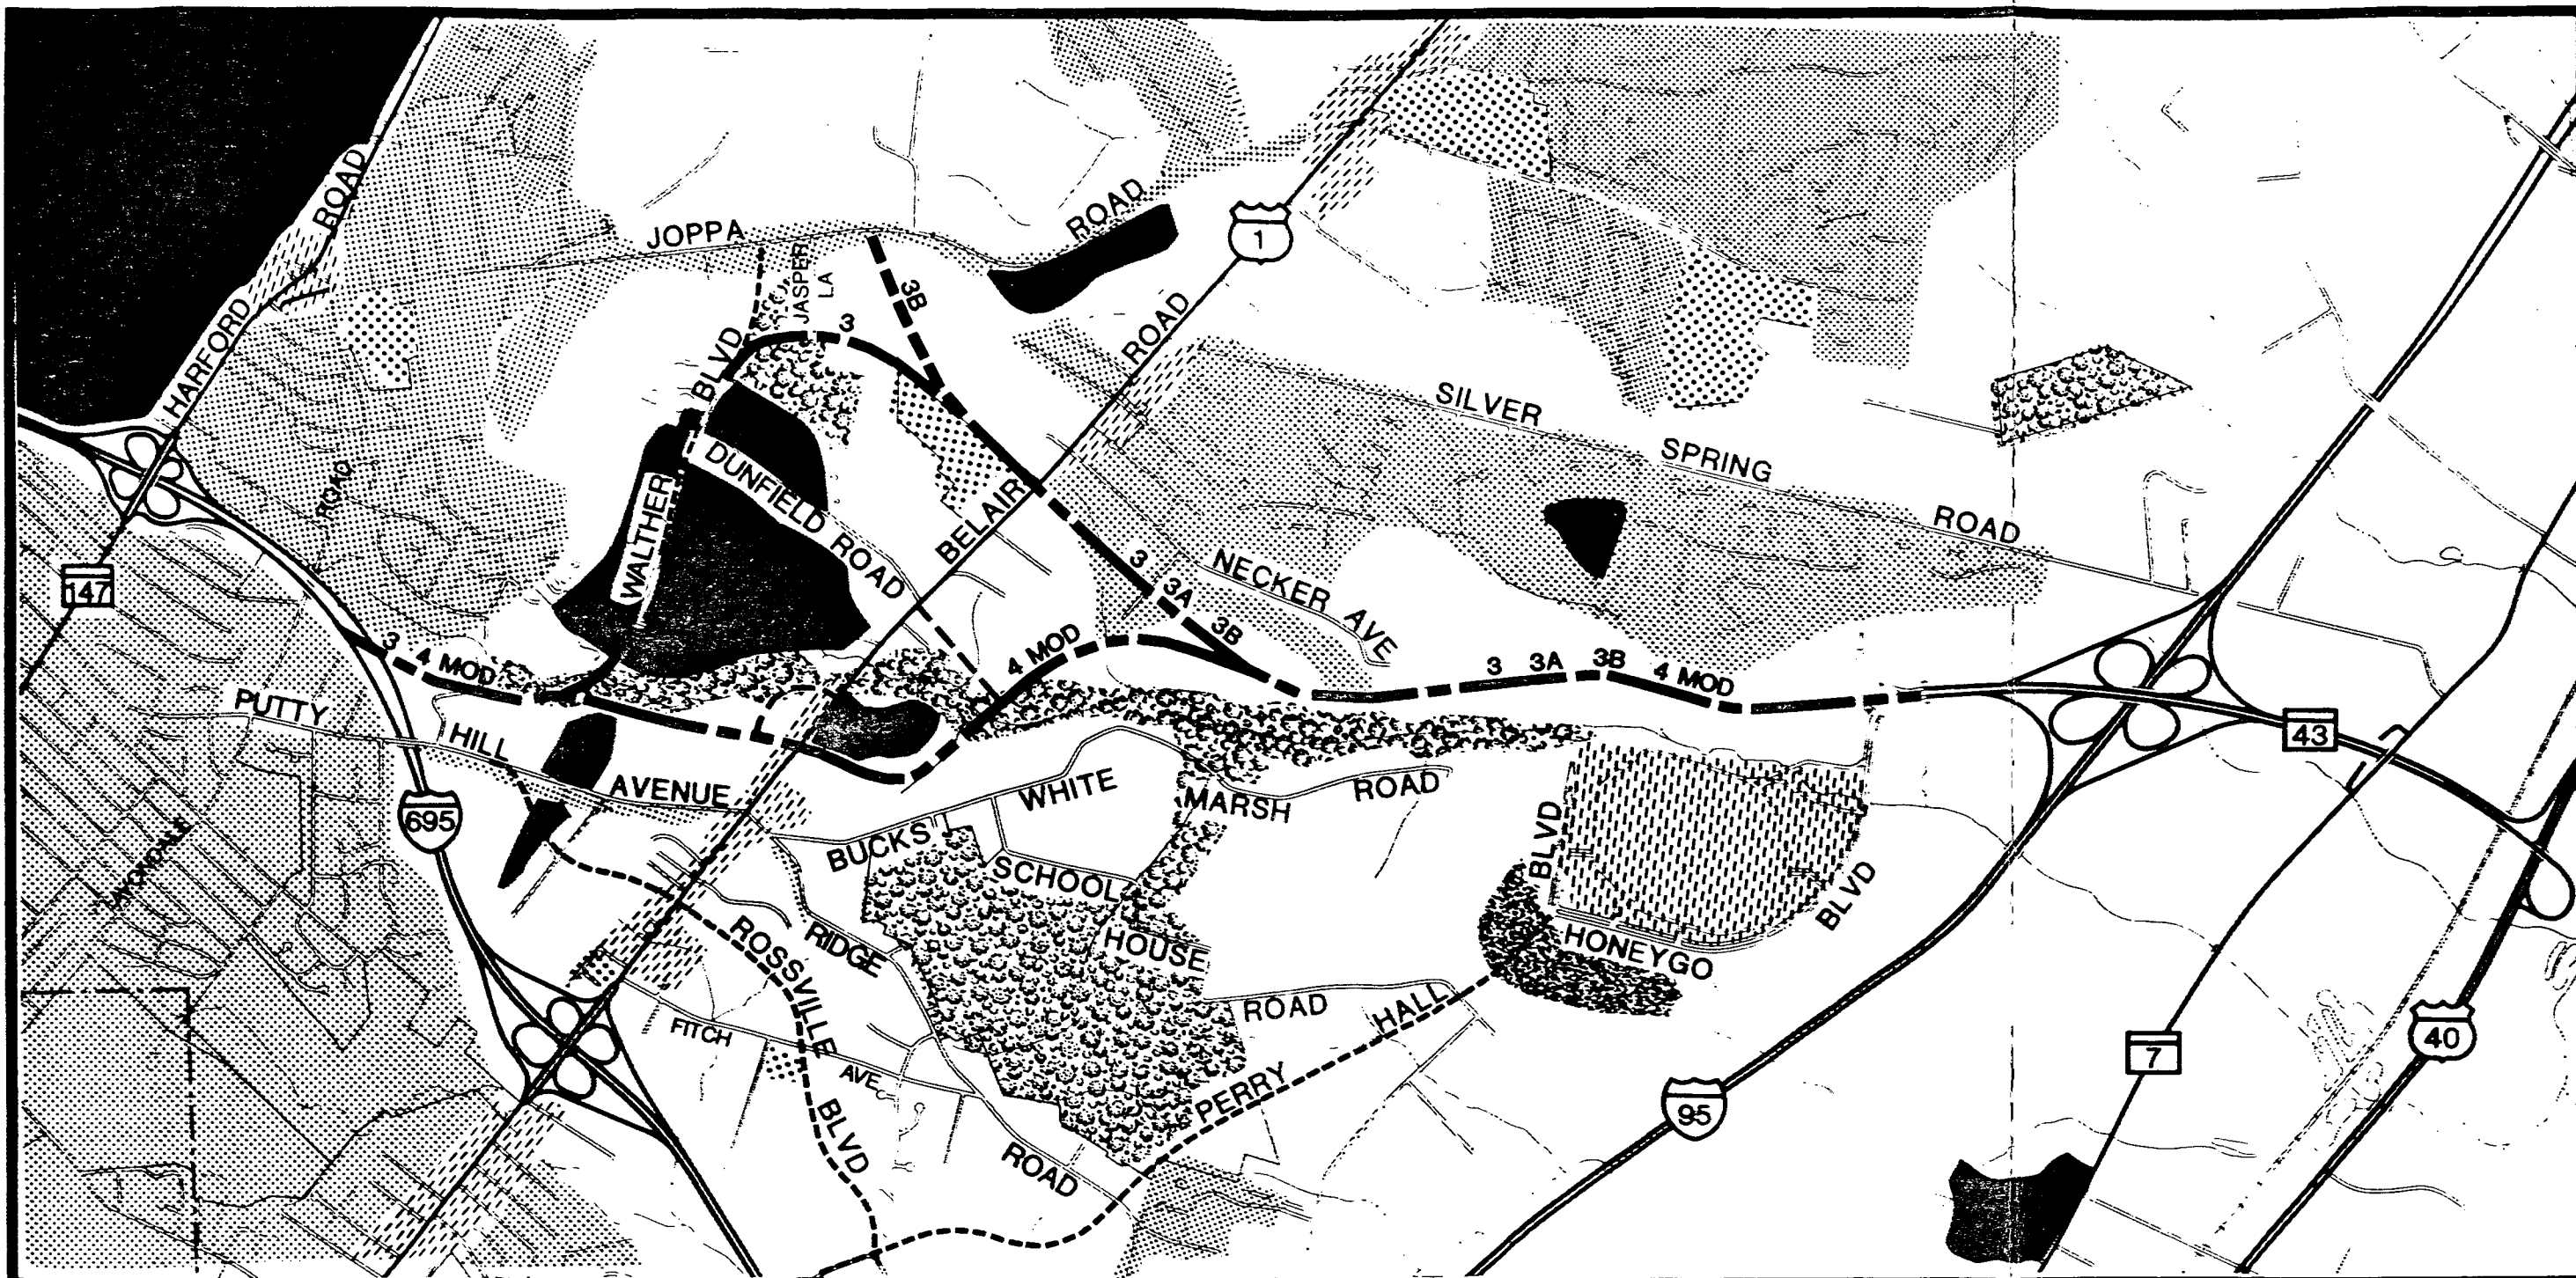 HARFORD ROAD
JOPPA ROAD
JASPER LA
3B
3
1
BELAIR ROAD
WALTHER BLVD
DUNFIELD ROAD
SILVER SPRING ROAD
NECKER AVE
147
ROAD
AVONDALE
3 4 MOD
4 MOD
3 3A 3B
3 3A 3B 4 MOD
43
PUTTY HILL AVENUE
695
WHITE MARSH ROAD
BUCKS SCHOOL HOUSE ROAD
BLVD
HONEYGO BLVD
ROSSVILLE BLVD
RIDGE ROAD
FITCH AVE
PERRY HALL
95
7
40